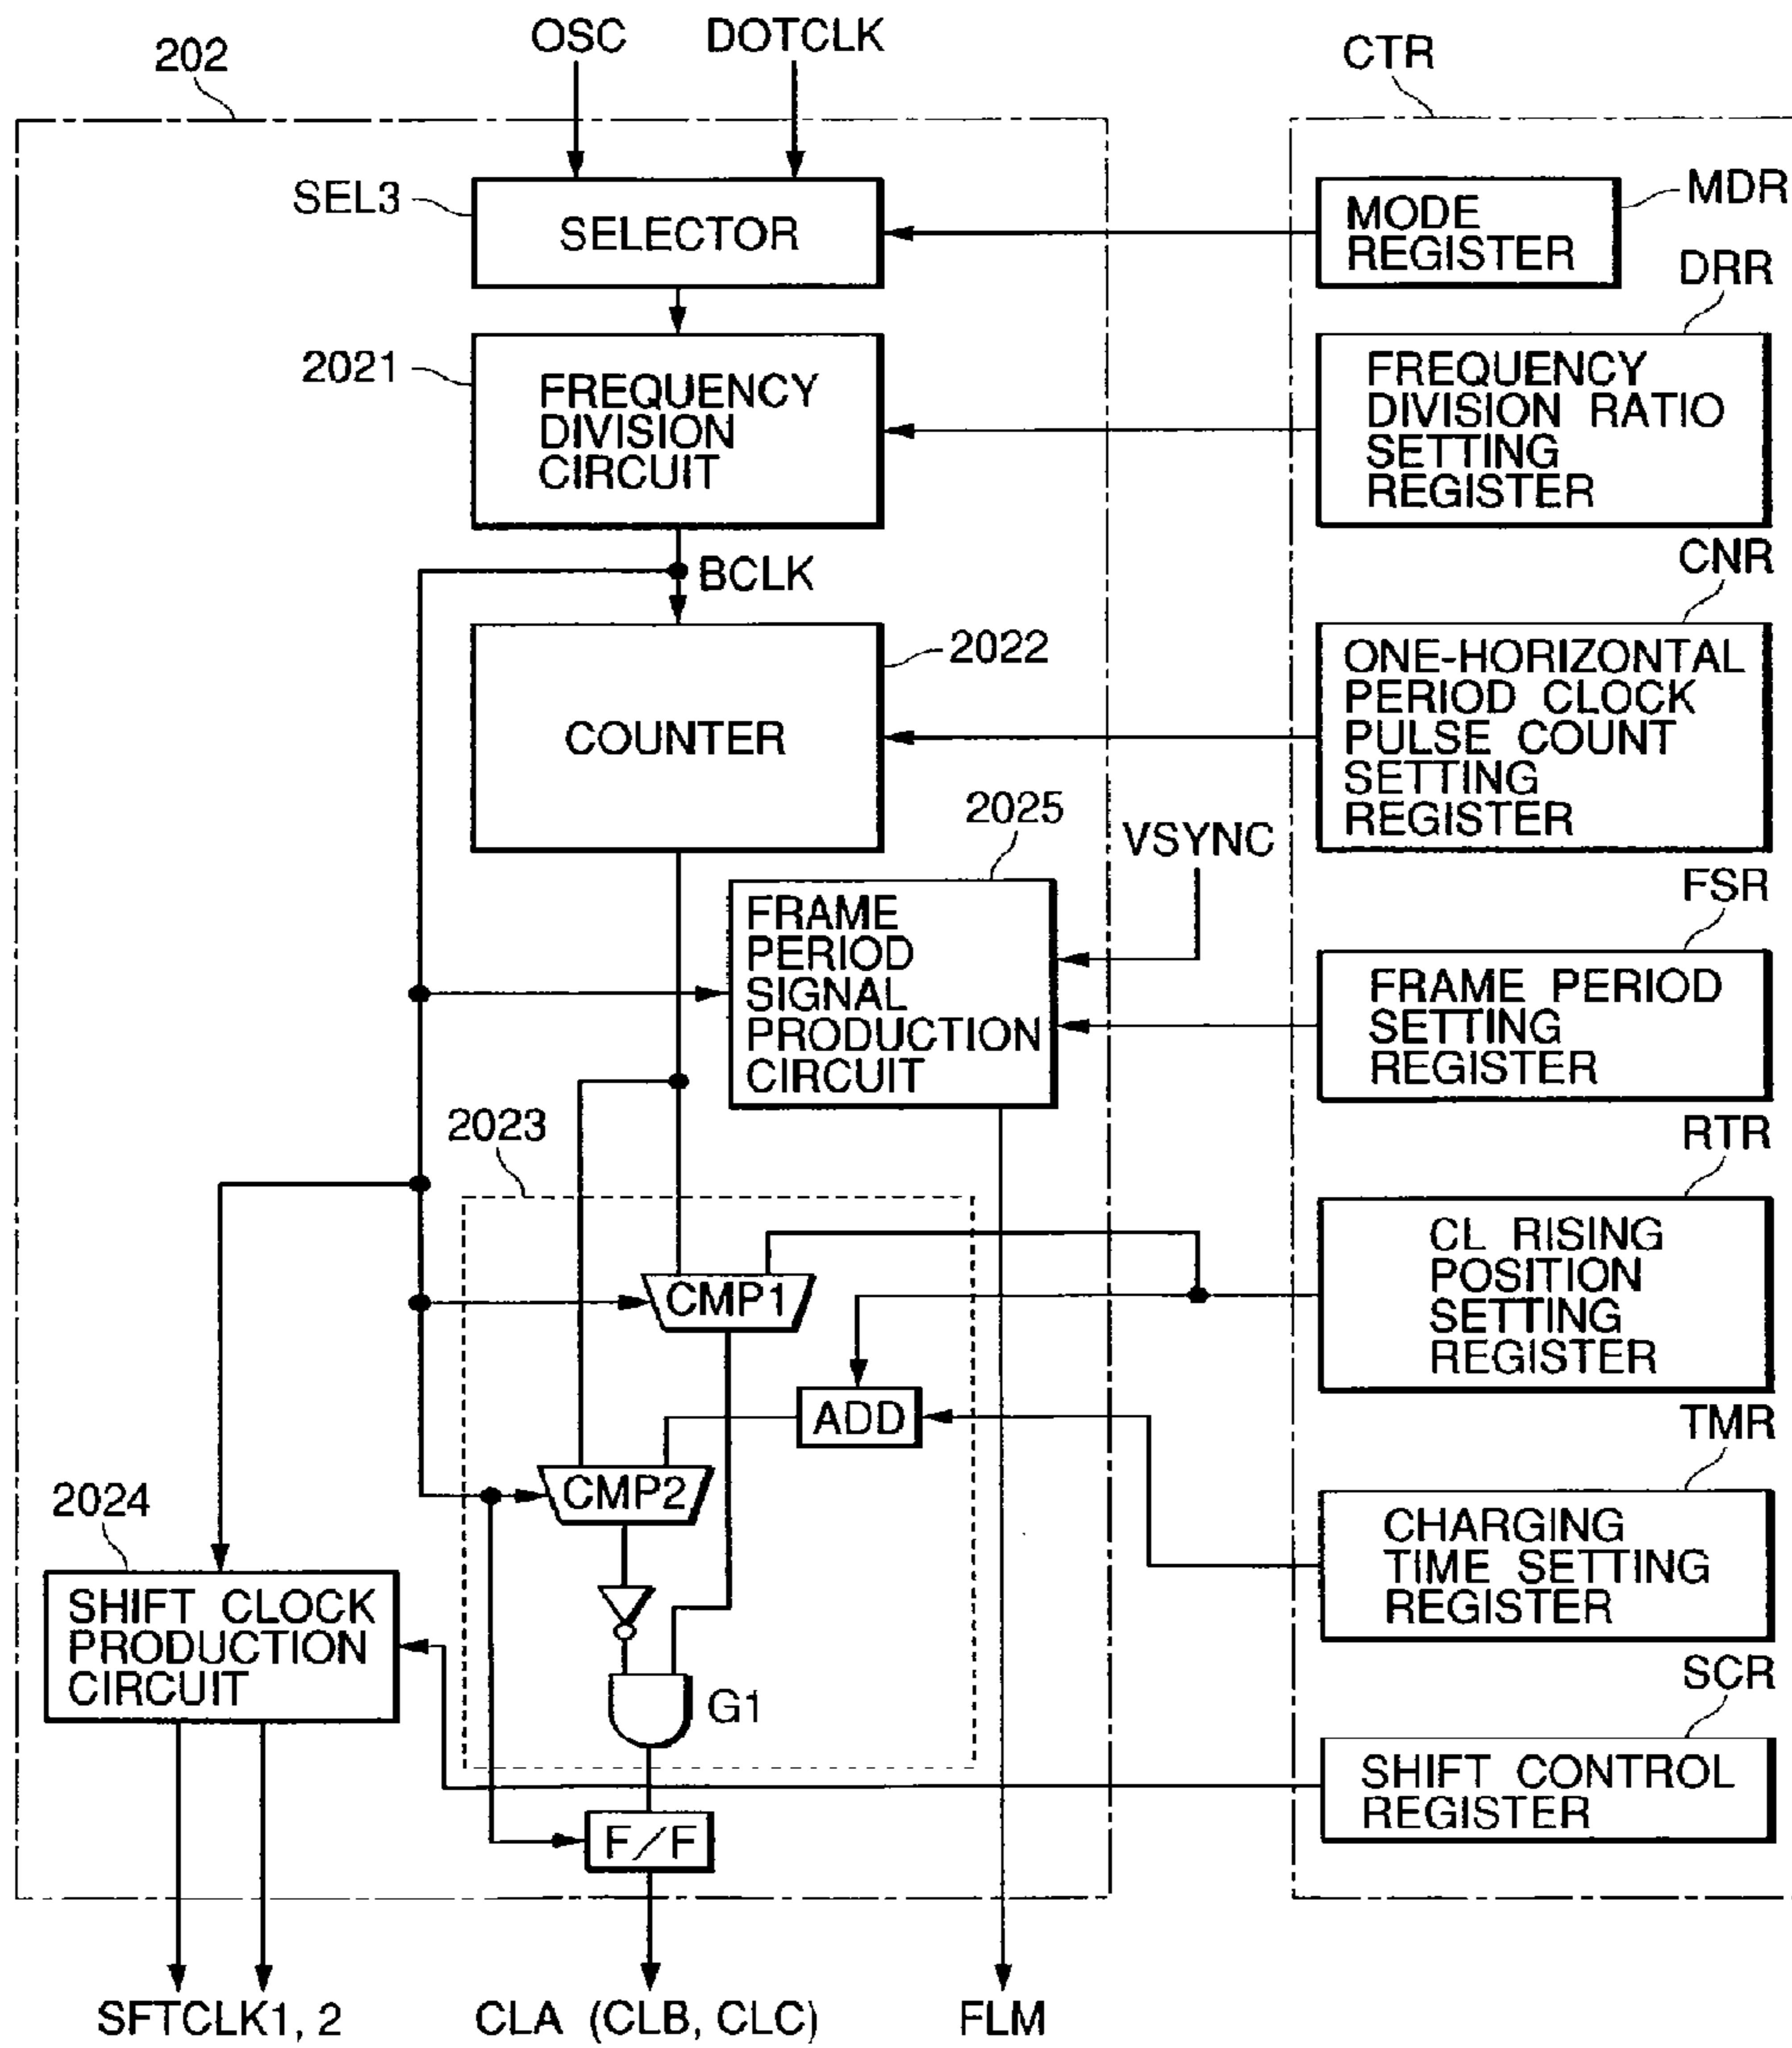 OSC
DOTCLK
202
CTR
SEL3
SELECTOR
MODE
REGISTER
MDR
DRR
2021
FREQUENCY
DIVISION
CIRCUIT
FREQUENCY
DIVISION RATIO
SETTING
REGISTER
BCLK
CNR
2022
COUNTER
ONE-HORIZONTAL
PERIOD CLOCK
PULSE COUNT
SETTING
REGISTER
2025
VSYNC
FRAME
PERIOD
SIGNAL
PRODUCTION
CIRCUIT
FSR
FRAME PERIOD
SETTING
REGISTER
2023
RTR
CMP1
CL RISING
POSITION
SETTING
REGISTER
ADD
TMR
CMP2
2024
CHARGING
TIME SETTING
REGISTER
SHIFT CLOCK
PRODUCTION
CIRCUIT
G1
SCR
SHIFT CONTROL
REGISTER
F/F
SFTCLK1, 2
CLA (CLB, CLC)
FLM